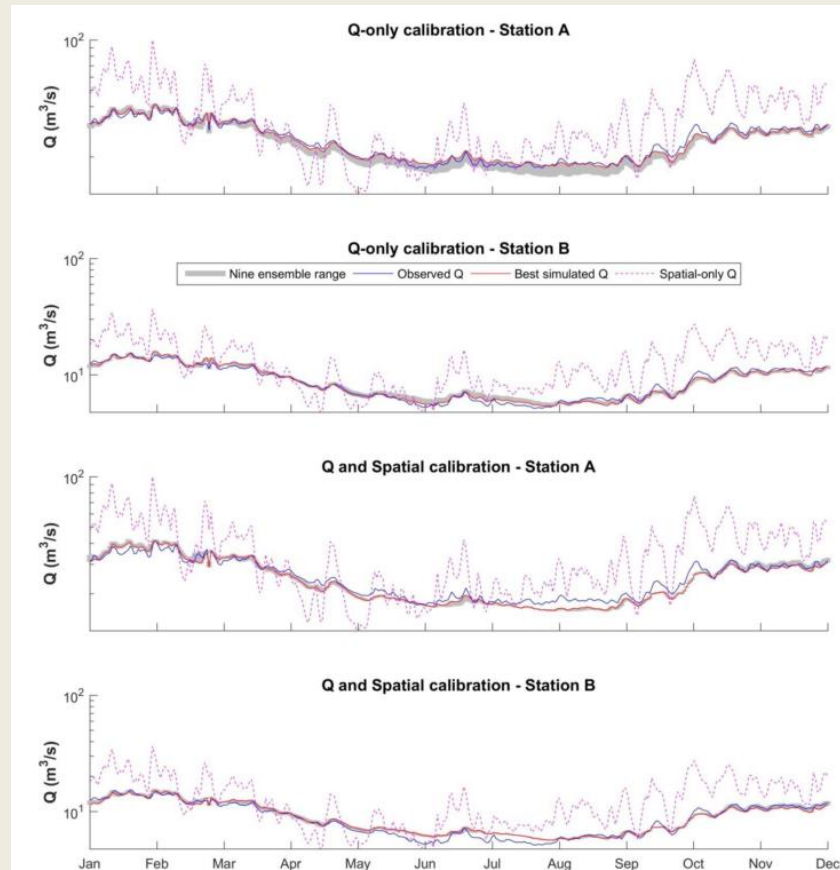 Q-only calibration - Station A
10²
Q (m³/s)
Q-only calibration - Station B
10²
Nine ensemble range Observed Q Best simulated Q Spatial-only Q
Q (m³/s)
10¹
Q and Spatial calibration - Station A
10²
Q (m³/s)
Q and Spatial calibration - Station B
10²
Q (m³/s)
10¹
Jan Feb Mar Apr May Jun Jul Aug Sep Oct Nov Dec